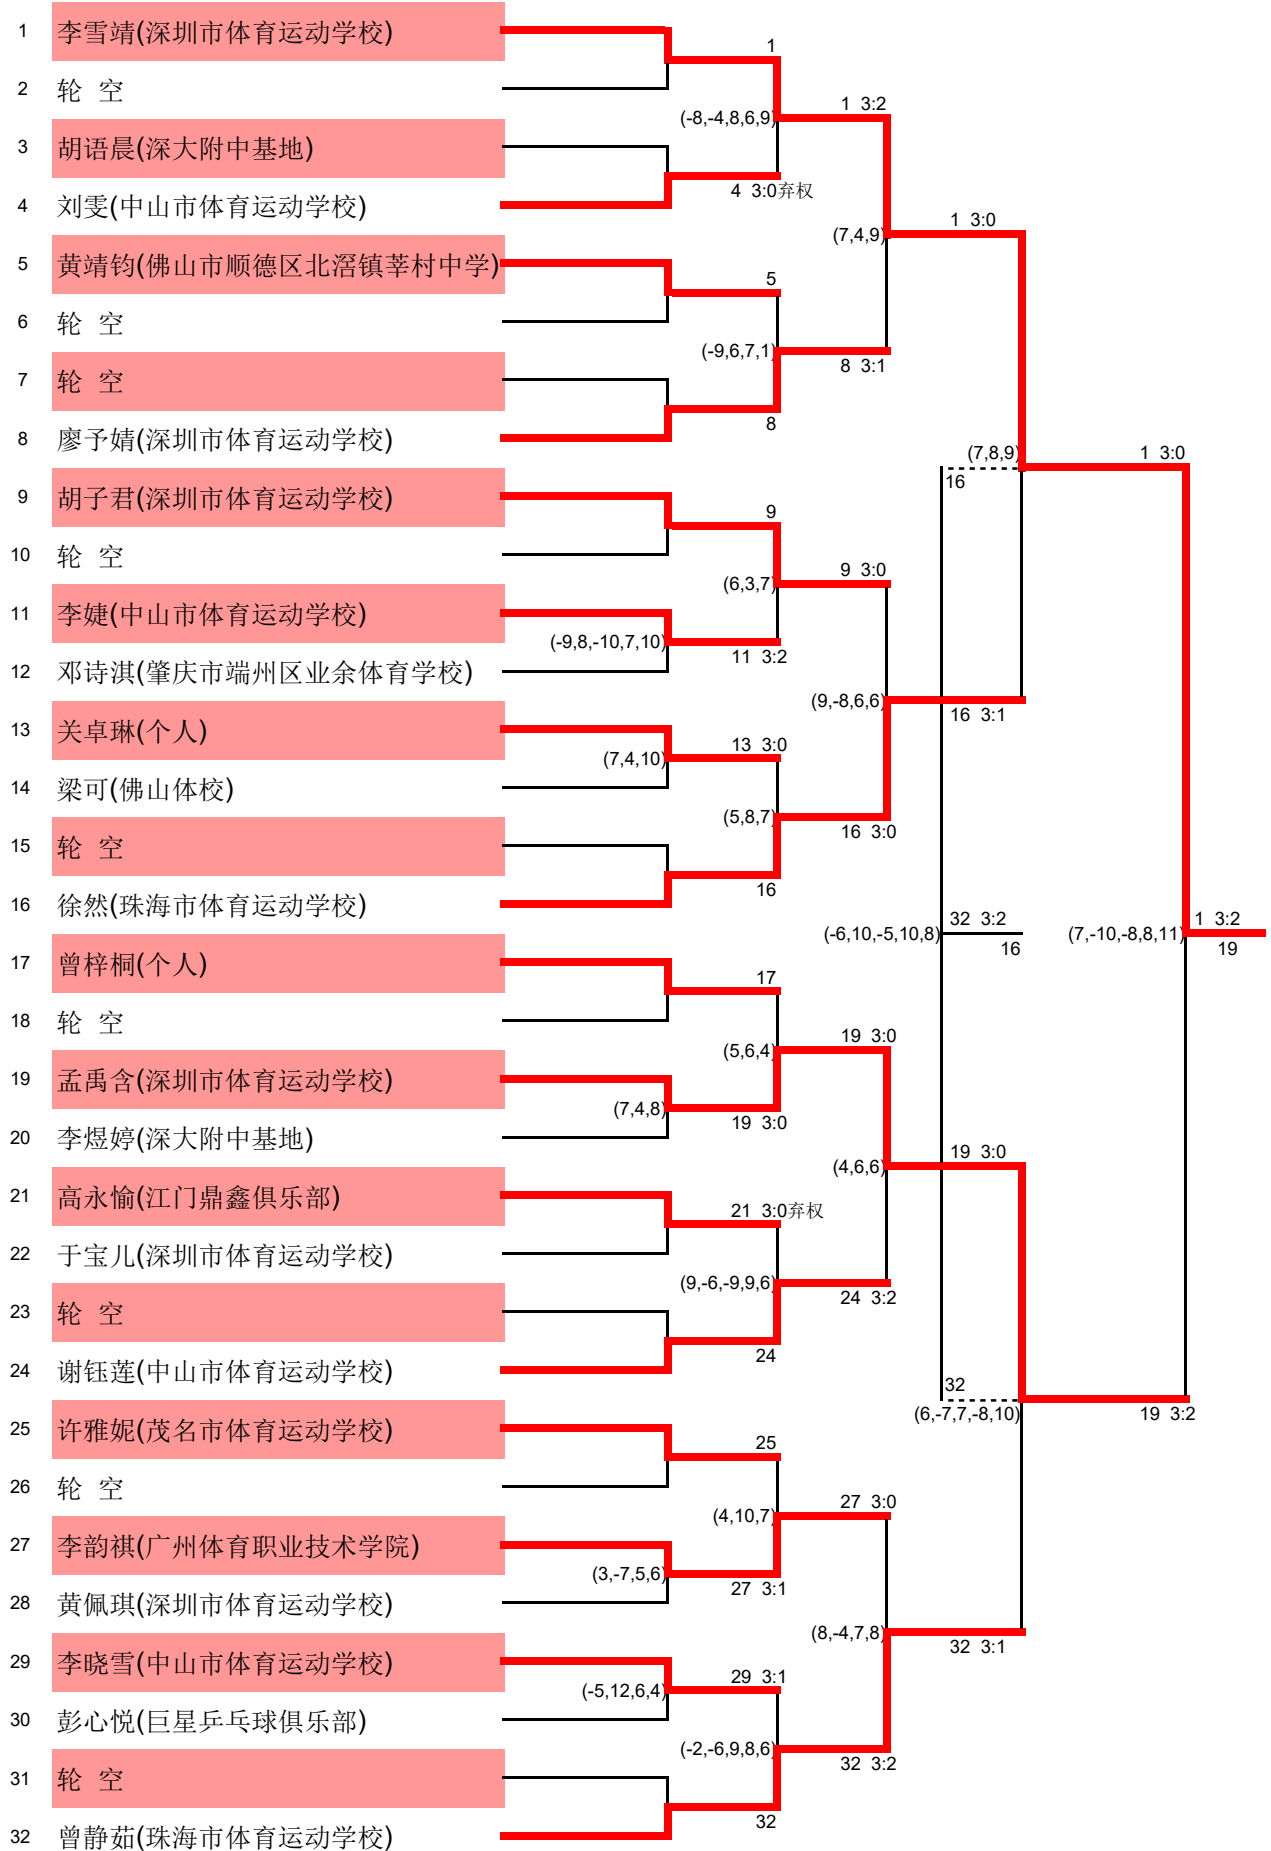 1 李雪靖(深圳市体育运动学校)
1
2 轮 空
(-8,-4,8,6,9)
1 3:2
3 胡语晨(深大附中基地)
4 3:0弃权
4 刘雯(中山市体育运动学校)
(7,4,9)
1 3:0
5 黄靖钧(佛山市顺德区北滘镇莘村中学)
5
6 轮 空
(-9,6,7,1)
8 3:1
7 轮 空
8
8 廖予婧(深圳市体育运动学校)
(7,8,9)
1 3:0
16
9 胡子君(深圳市体育运动学校)
9
10 轮 空
(6,3,7)
9 3:0
11 李婕(中山市体育运动学校)
(-9,8,-10,7,10)
11 3:2
12 邓诗淇(肇庆市端州区业余体育学校)
(9,-8,6,6)
16 3:1
13 关卓琳(个人)
(7,4,10)
13 3:0
14 梁可(佛山体校)
(5,8,7)
16 3:0
15 轮 空
16
16 徐然(珠海市体育运动学校)
(-6,10,-5,10,8)
32 3:2
16
(7,-10,-8,8,11)
1 3:2
19
17 曾梓桐(个人)
17
18 轮 空
(5,6,4)
19 3:0
19 孟禹含(深圳市体育运动学校)
(7,4,8)
19 3:0
20 李煜婷(深大附中基地)
(4,6,6)
19 3:0
21 高永愉(江门鼎鑫俱乐部)
21 3:0弃权
22 于宝儿(深圳市体育运动学校)
(9,-6,-9,9,6)
24 3:2
23 轮 空
24
24 谢钰莲(中山市体育运动学校)
32
(6,-7,7,-8,10)
19 3:2
25 许雅妮(茂名市体育运动学校)
25
26 轮 空
(4,10,7)
27 3:0
27 李韵祺(广州体育职业技术学院)
(3,-7,5,6)
27 3:1
28 黄佩琪(深圳市体育运动学校)
(8,-4,7,8)
32 3:1
29 李晓雪(中山市体育运动学校)
(-5,12,6,4)
29 3:1
30 彭心悦(巨星乒乓球俱乐部)
(-2,-6,9,8,6)
32 3:2
31 轮 空
32
32 曾静茹(珠海市体育运动学校)